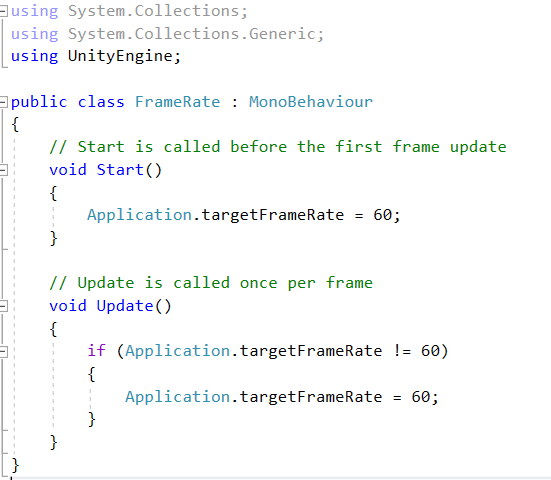 using System.Collections;
using System.Collections.Generic;
using UnityEngine;
public class FrameRate : MonoBehaviour
{
// Start is called before the first frame update
void Start()
{
Application.targetFrameRate = 60;
}
// Update is called once per frame
void Update()
{
if (Application.targetFrameRate != 60)
{
Application.targetFrameRate = 60;
}
}
}